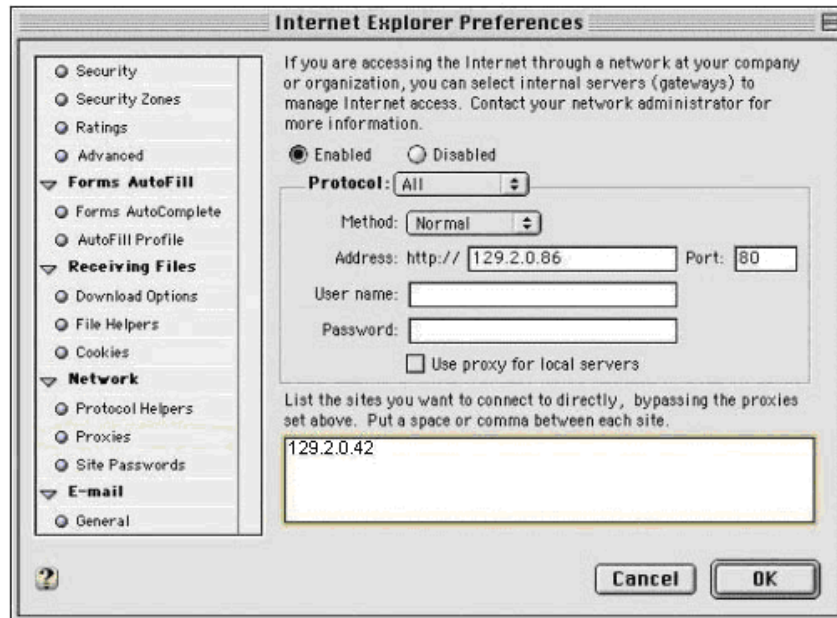 Internet Explorer Preferences
Security
Security Zones
Ratings
Advanced
Forms AutoFill
Forms AutoComplete
AutoFill Profile
Receiving Files
Download Options
File Helpers
Cookies
Network
Protocol Helpers
Proxies
Site Passwords
E-mail
General
If you are accessing the Internet through a network at your company
or organization, you can select internal servers (gateways) to
manage Internet access. Contact your network administrator for
more information.
Enabled Disabled
Protocol: All
Method: Normal
Address: http:// 129.2.0.86 Port: 80
User name:
Password:
Use proxy for local servers
List the sites you want to connect to directly, bypassing the proxies
set above. Put a space or comma between each site.
129.2.0.42
?
Cancel OK